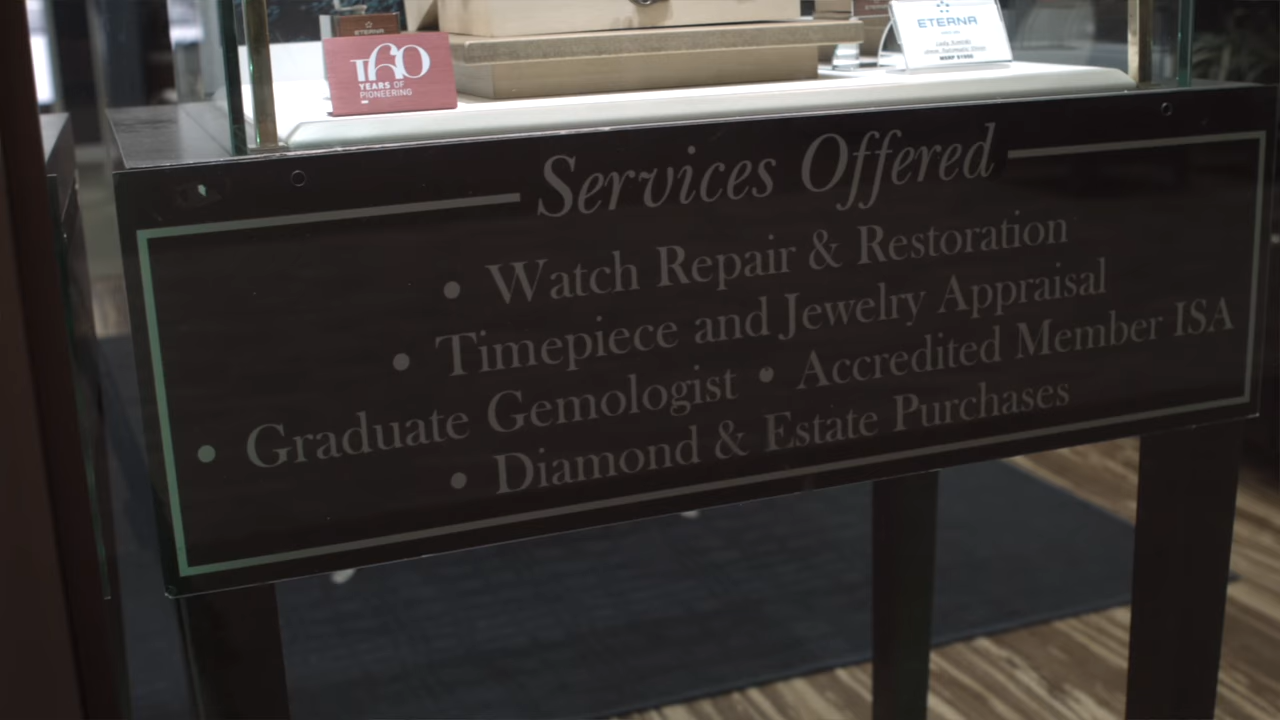 ETERNA
160
YEARS OF
PIONEERING
ETERNA
Services Offered
• Watch Repair & Restoration
• Timepiece and Jewelry Appraisal
• Graduate Gemologist • Accredited Member ISA
• Diamond & Estate Purchases